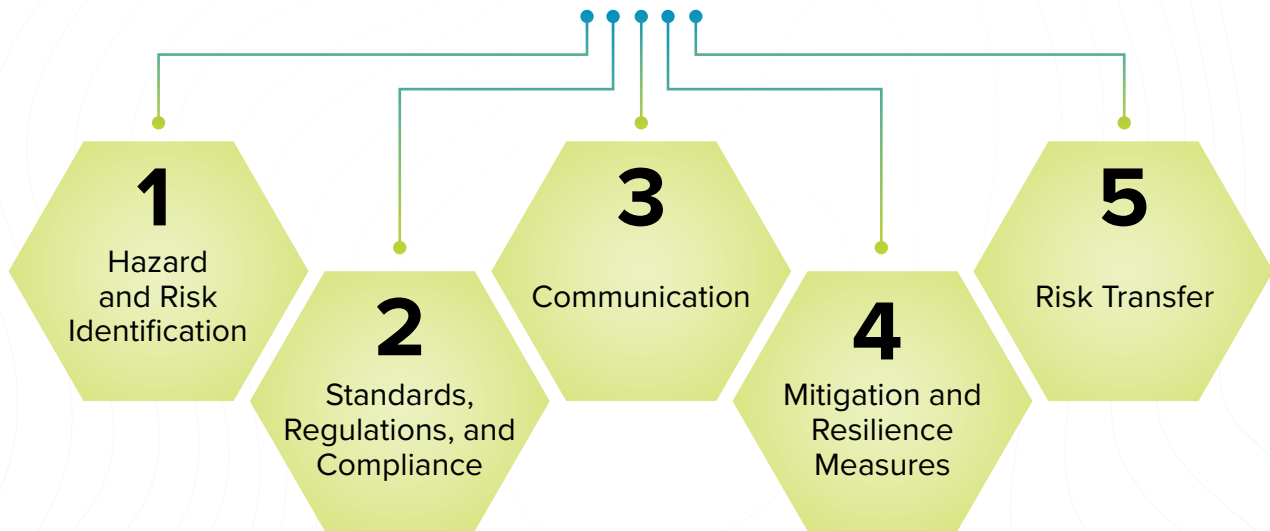 1
Hazard
and Risk
Identification
2
Standards,
Regulations, and
Compliance
3
Communication
4
Mitigation and
Resilience
Measures
5
Risk Transfer